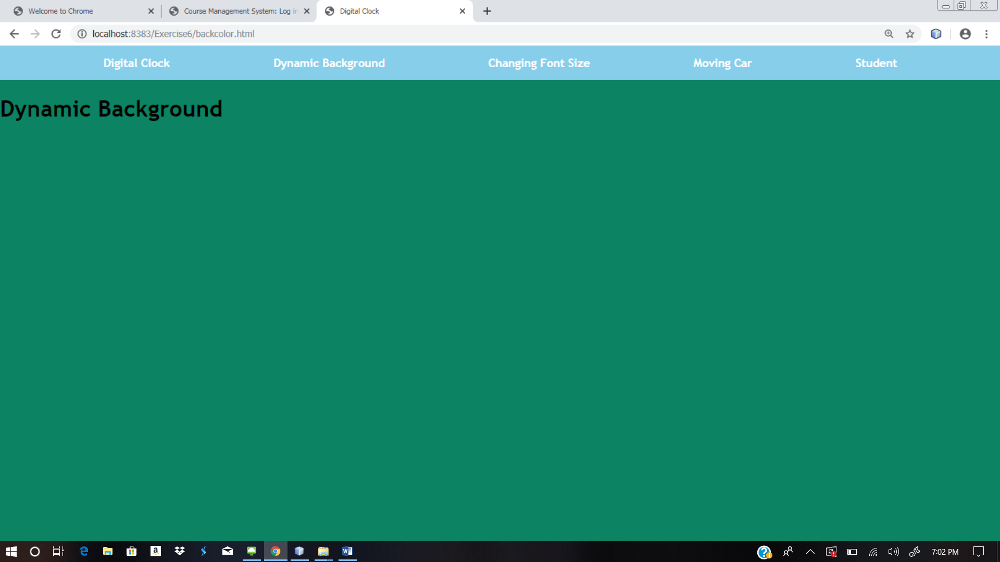 Welcome to Chrome
Course Management System: Log in
Digital Clock
localhost:8383/Exercise6/backcolor.html
Digital Clock Dynamic Background Changing Font Size Moving Car Student
Dynamic Background
7:02 PM